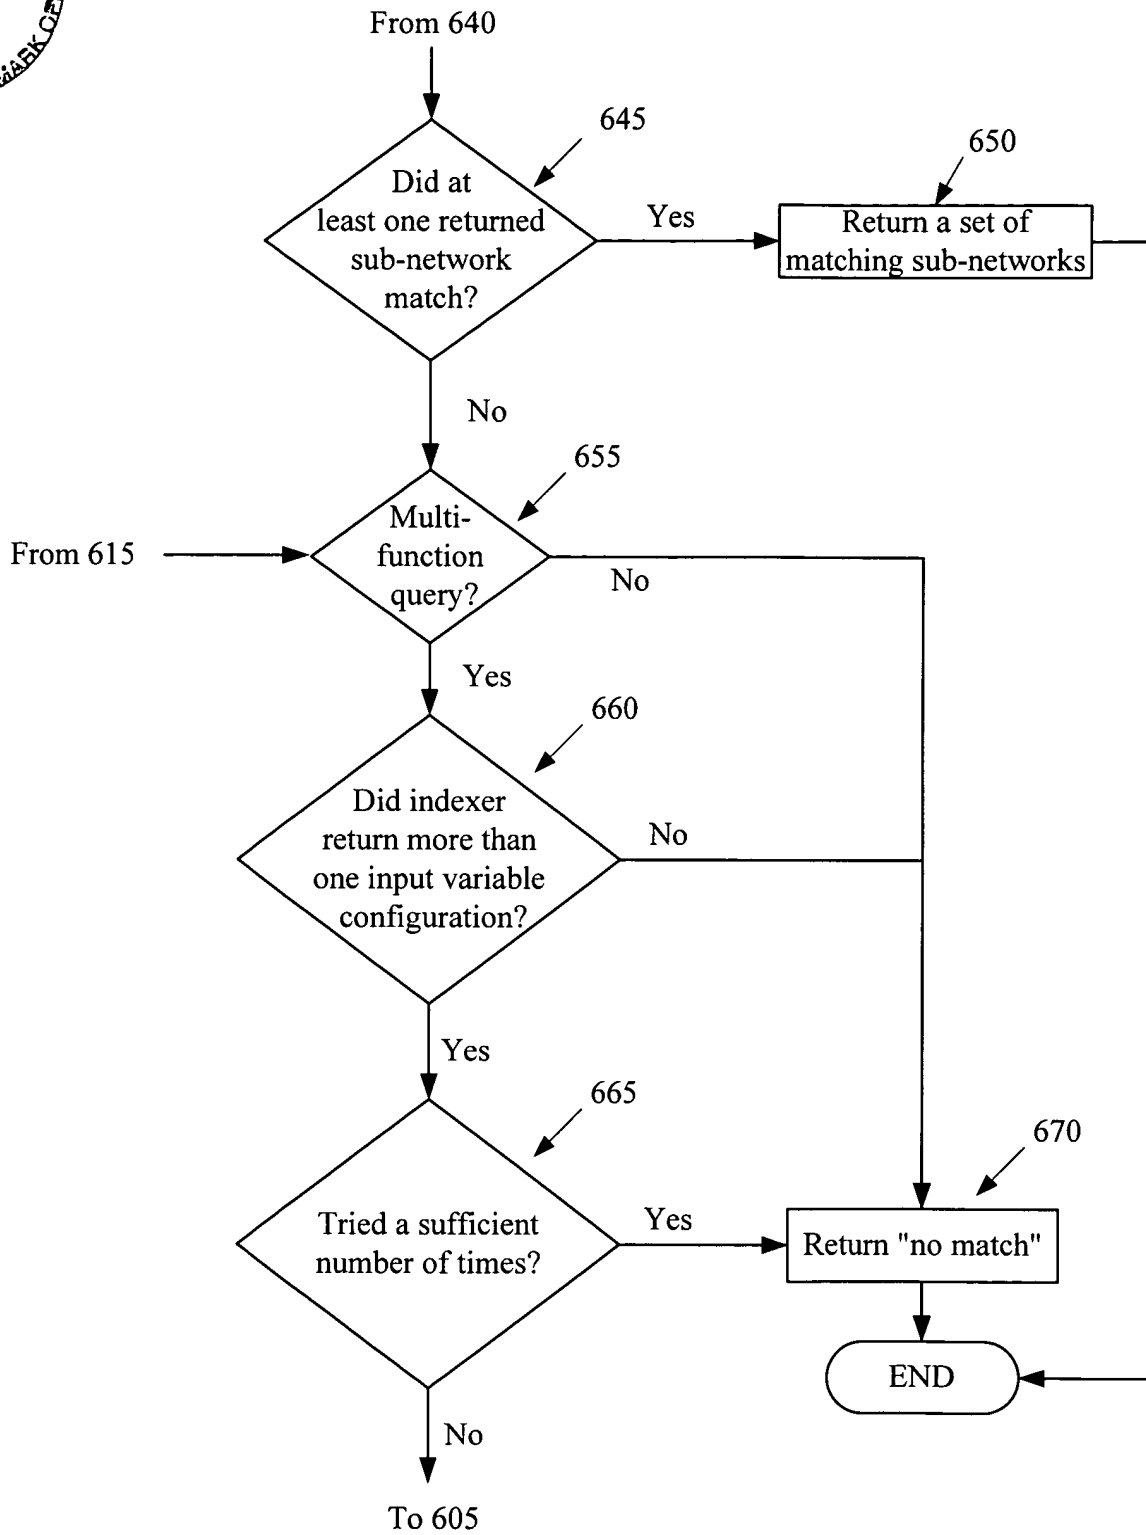 From 640
645
Did at
least one returned
sub-network
match?
Yes
650
Return a set of
matching sub-networks
No
655
From 615
Multi-
function
query?
No
Yes
660
Did indexer
return more than
one input variable
configuration?
No
Yes
665
Tried a sufficient
number of times?
Yes
670
Return "no match"
END
No
To 605